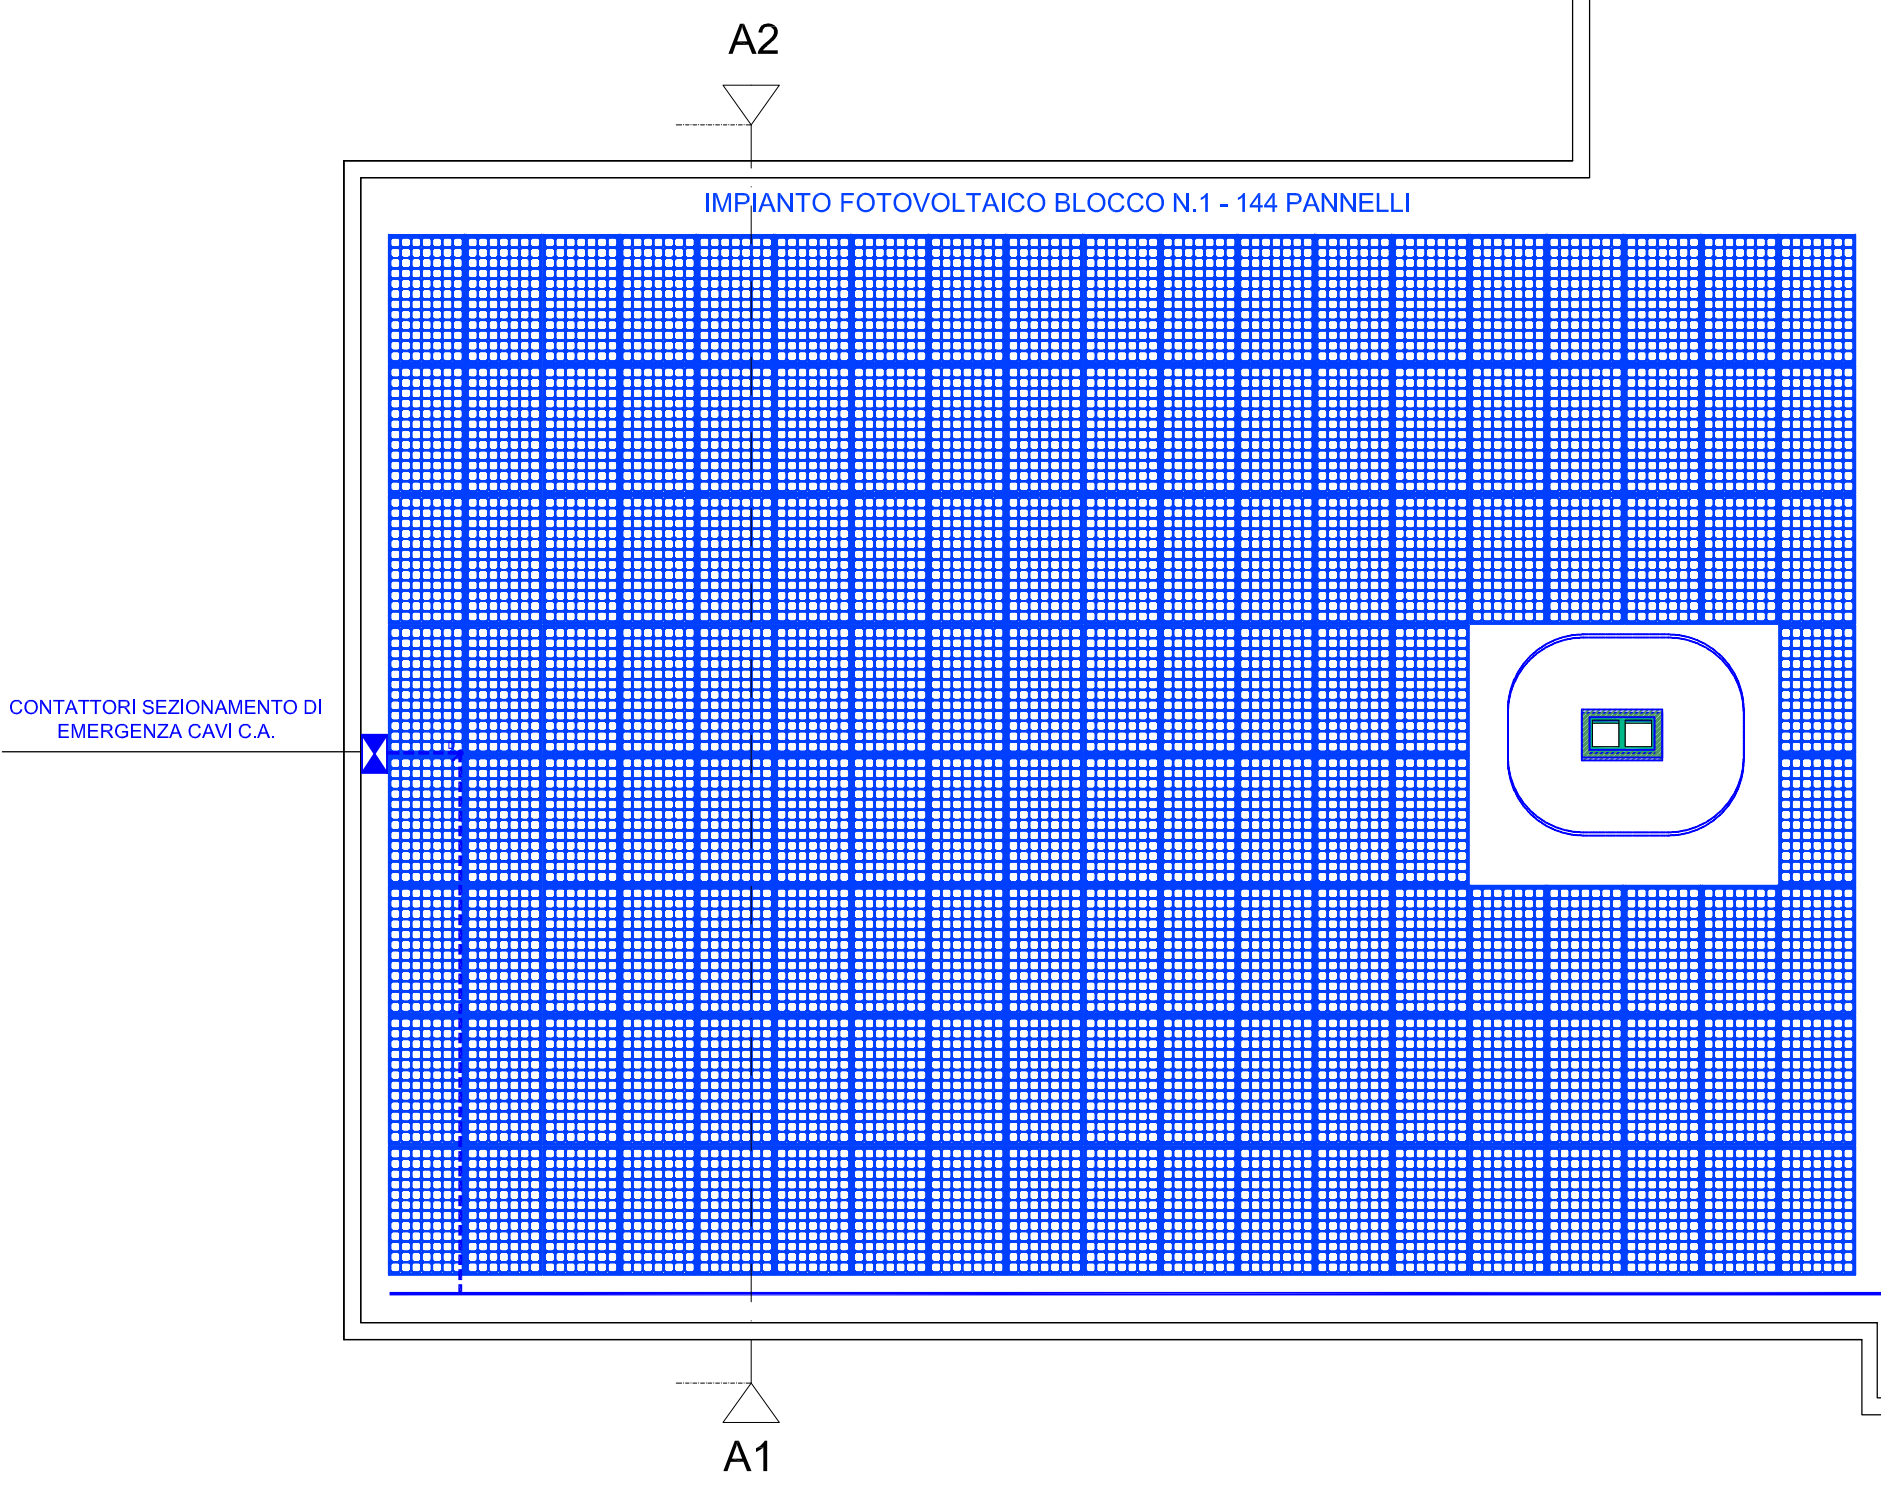 A2
IMPIANTO FOTOVOLTAICO BLOCCO N.1 - 144 PANNELLI
CONTATTORI SEZIONAMENTO DI
EMERGENZA CAVI C.A.
A1